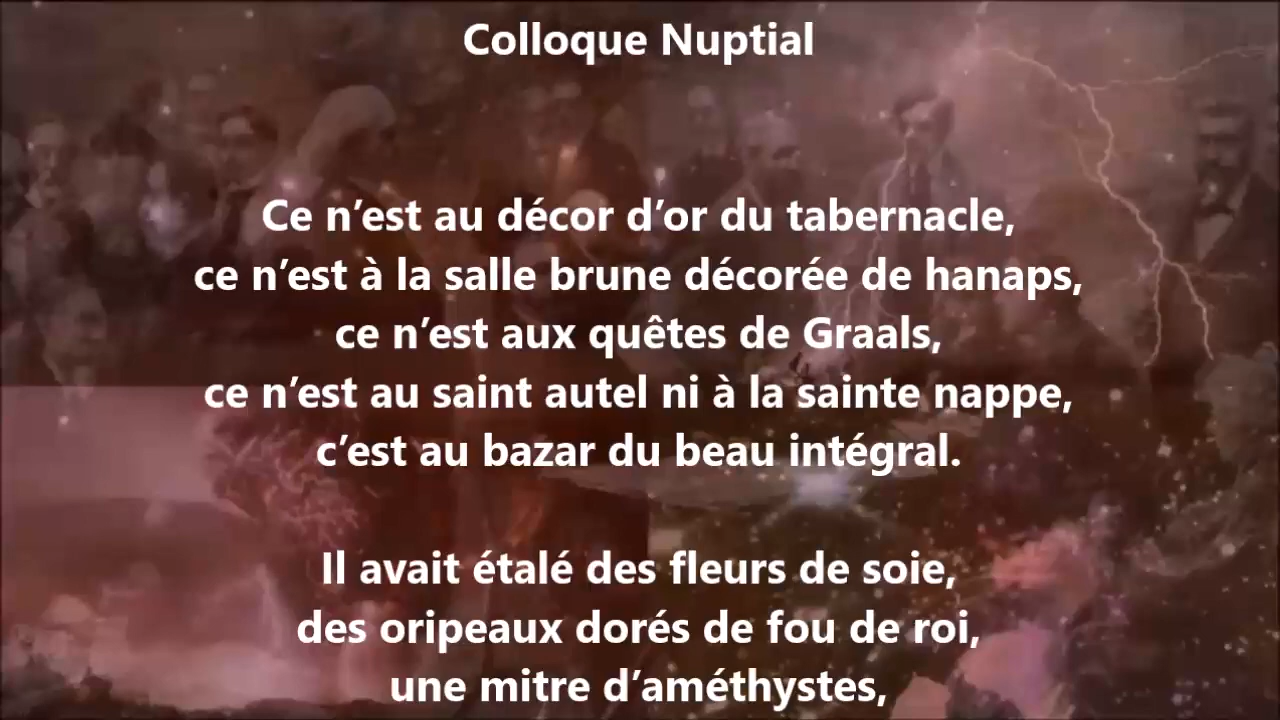 Colloque Nuptial
Ce n’est au décor d’or du tabernacle,
ce n’est à la salle brune décorée de hanaps,
ce n’est aux quêtes de Graals,
ce n’est au saint autel ni à la sainte nappe,
c’est au bazar du beau intégral.
Il avait étalé des fleurs de soie,
des oripeaux dorés de fou de roi,
une mitre d’améthystes,